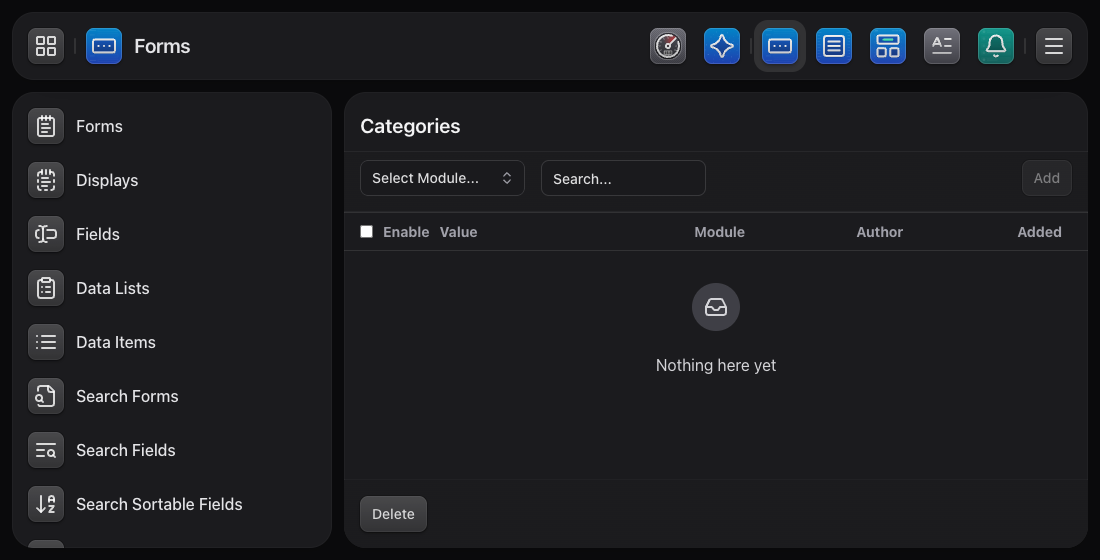 Forms
Forms
Displays
Fields
Data Lists
Data Items
Search Forms
Search Fields
Search Sortable Fields
Categories
Select Module...
Search...
Add
Enable Value Module Author Added
Nothing here yet
Delete